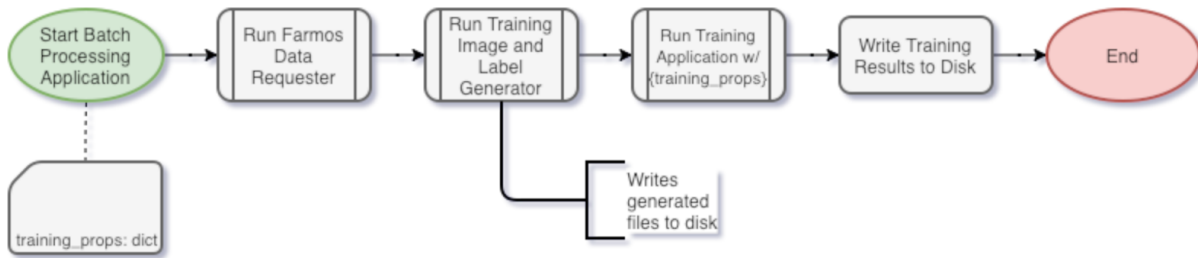 Start Batch
Processing
Application
Run Farmos
Data
Requester
Run Training
Image and
Label
Generator
Run Training
Application w/
{training_props}
Write Training
Results to Disk
End
training_props: dict
Writes
generated
files to disk